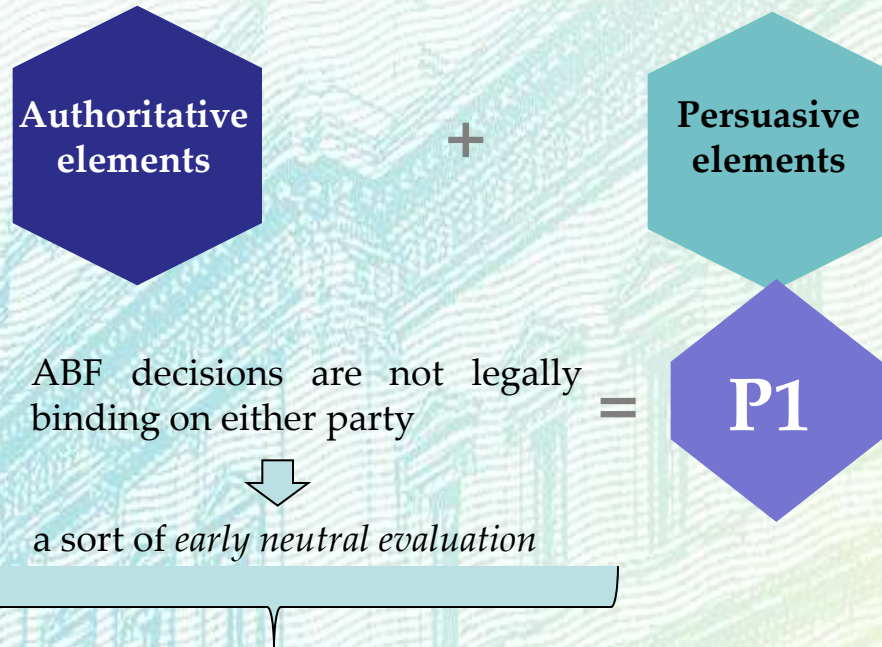 Authoritative
elements
+
Persuasive
elements
ABF decisions are not legally
binding on either party
=
P1
a sort of early neutral evaluation